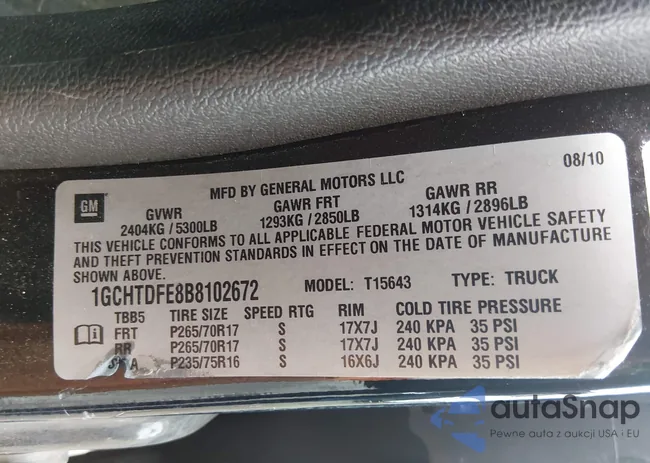 GM
MFD BY GENERAL MOTORS LLC
08/10
GVWR GAWR FRT GAWR RR
2404KG / 5300LB 1293KG / 2850LB 1314KG / 2896LB
THIS VEHICLE CONFORMS TO ALL APPLICABLE FEDERAL MOTOR VEHICLE SAFETY
AND THEFT PREVENTION STANDARDS IN EFFECT ON THE DATE OF MANUFACTURE
SHOWN ABOVE.
1GCHTDFE8B8102672 MODEL: T15643 TYPE: TRUCK
TBB5 TIRE SIZE SPEED RTG RIM COLD TIRE PRESSURE
FRT P265/70R17 S 17X7J 240 KPA 35 PSI
RR P265/70R17 S 17X7J 240 KPA 35 PSI
P235/75R16 S 16X6J 240 KPA 35 PSI
autaSnap
Pewne auta z aukcji USA i EU